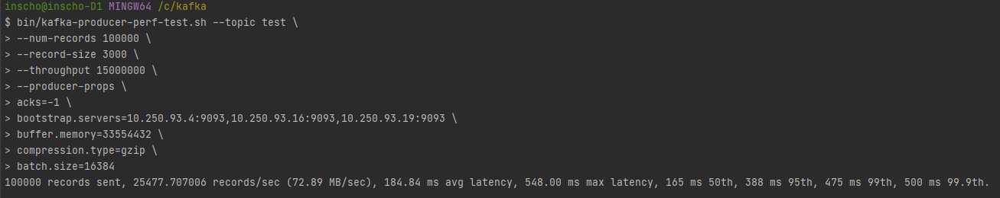 inscho@inscho-D1 MINGW64 /c/kafka
$ bin/kafka-producer-perf-test.sh --topic test \
> --num-records 100000 \
> --record-size 3000 \
> --throughput 15000000 \
> --producer-props \
> acks=-1 \
> bootstrap.servers=10.250.93.4:9093,10.250.93.16:9093,10.250.93.19:9093 \
> buffer.memory=33554432 \
> compression.type=gzip \
> batch.size=16384
100000 records sent, 25477.707006 records/sec (72.89 MB/sec), 184.84 ms avg latency, 548.00 ms max latency, 165 ms 50th, 388 ms 95th, 475 ms 99th, 500 ms 99.9th.